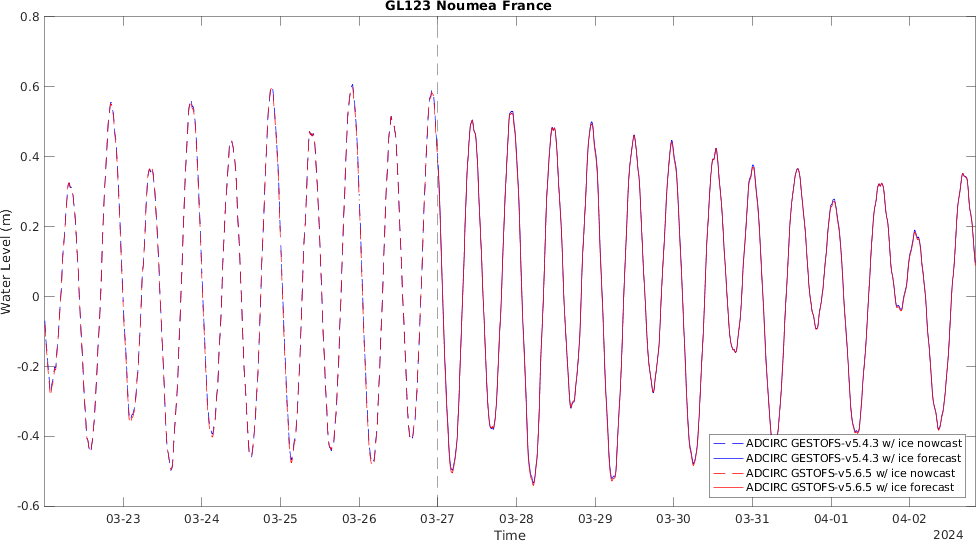 GL123 Noumea France
0.8
0.6
0.4
0.2
0
-0.2
-0.4
-0.6
Water Level (m)
ADCIRC GESTOFS-v5.4.3 w/ ice nowcast
ADCIRC GESTOFS-v5.4.3 w/ ice forecast
ADCIRC GSTOFS-v5.6.5 w/ ice nowcast
ADCIRC GSTOFS-v5.6.5 w/ ice forecast
03-23 03-24 03-25 03-26 03-27 03-28 03-29 03-30 03-31 04-01 04-02
Time
2024